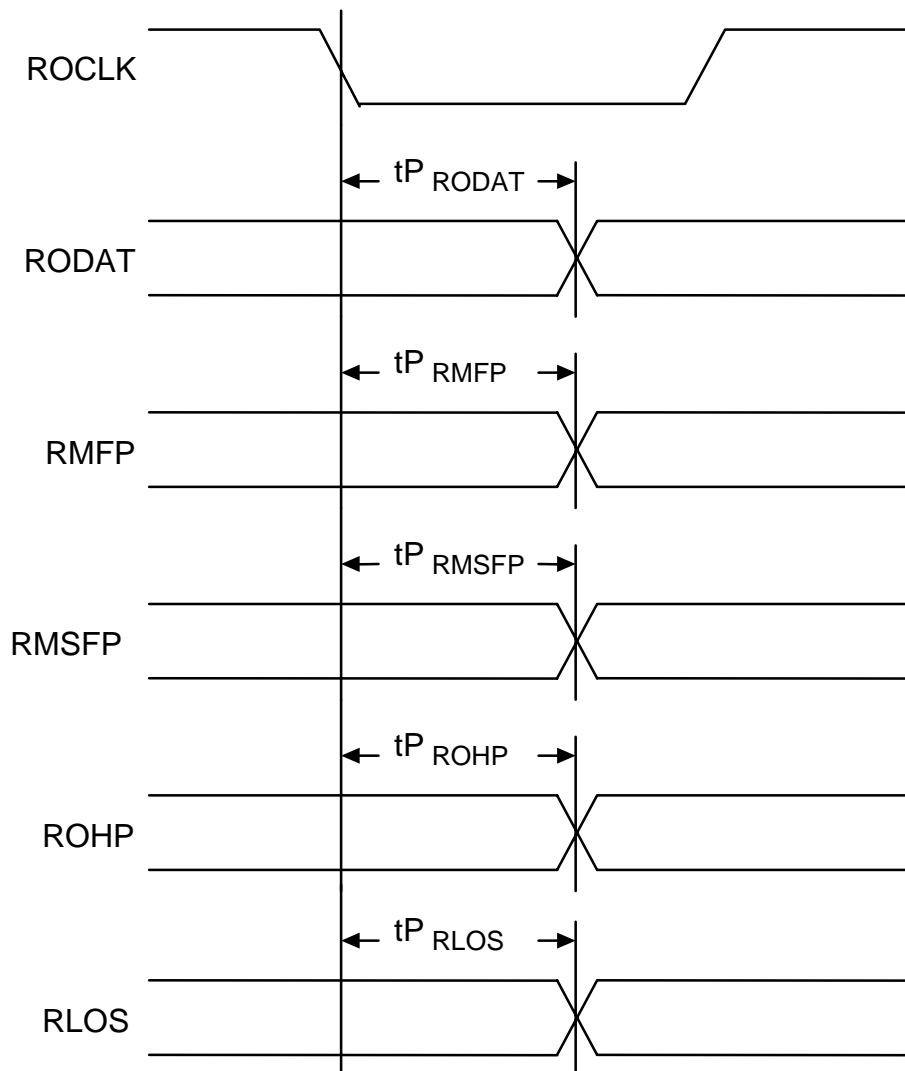 ROCLK
tP RODAT
RODAT
tP RMFP
RMFP
tP RMSFP
RMSFP
tP ROHP
ROHP
tP RLOS
RLOS